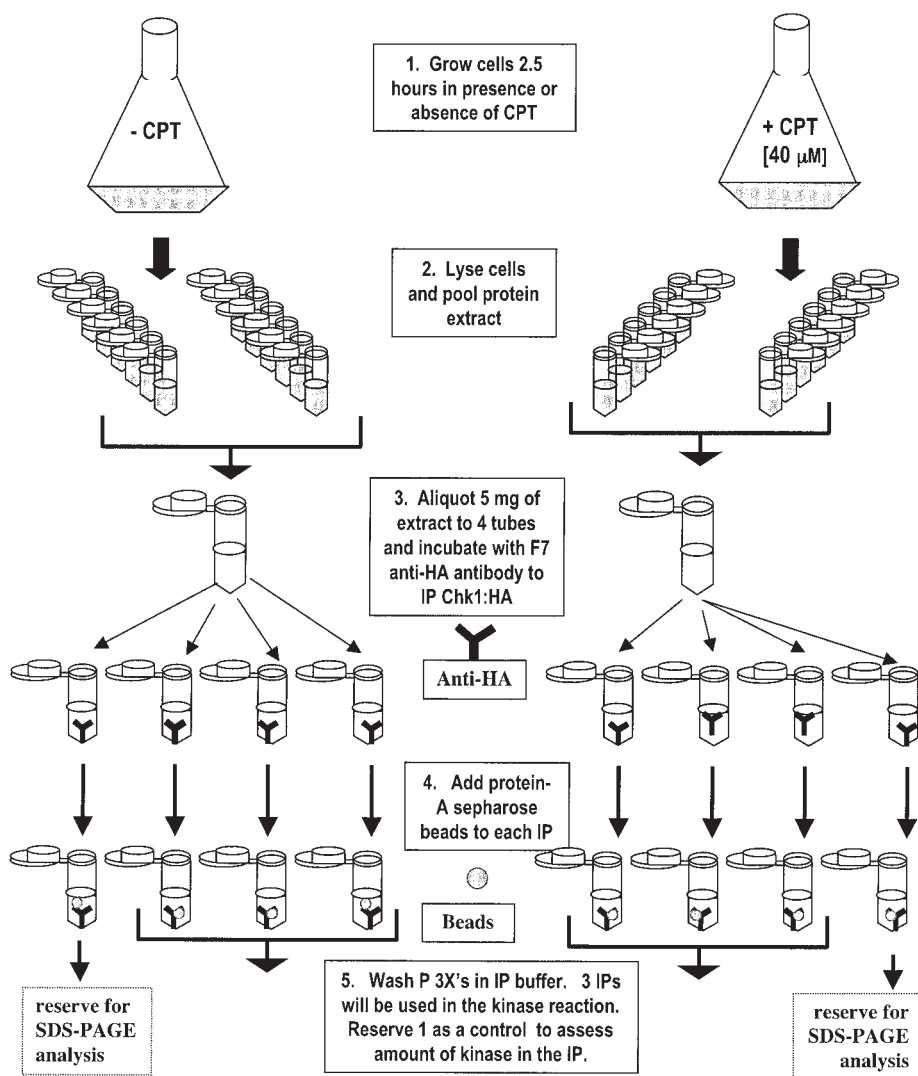 1. Grow cells 2.5
hours in presence or
absence of CPT
- CPT
+ CPT
[40 µM]
2. Lyse cells
and pool protein
extract
3. Aliquot 5 mg of
extract to 4 tubes
and incubate with F7
anti-HA antibody to
IP Chk1:HA
Anti-HA
4. Add protein-
A sepharose
beads to each IP
Beads
5. Wash P 3X's in IP buffer. 3 IPs
will be used in the kinase reaction.
Reserve 1 as a control to assess
amount of kinase in the IP.
reserve for
SDS-PAGE
analysis
reserve for
SDS-PAGE
analysis